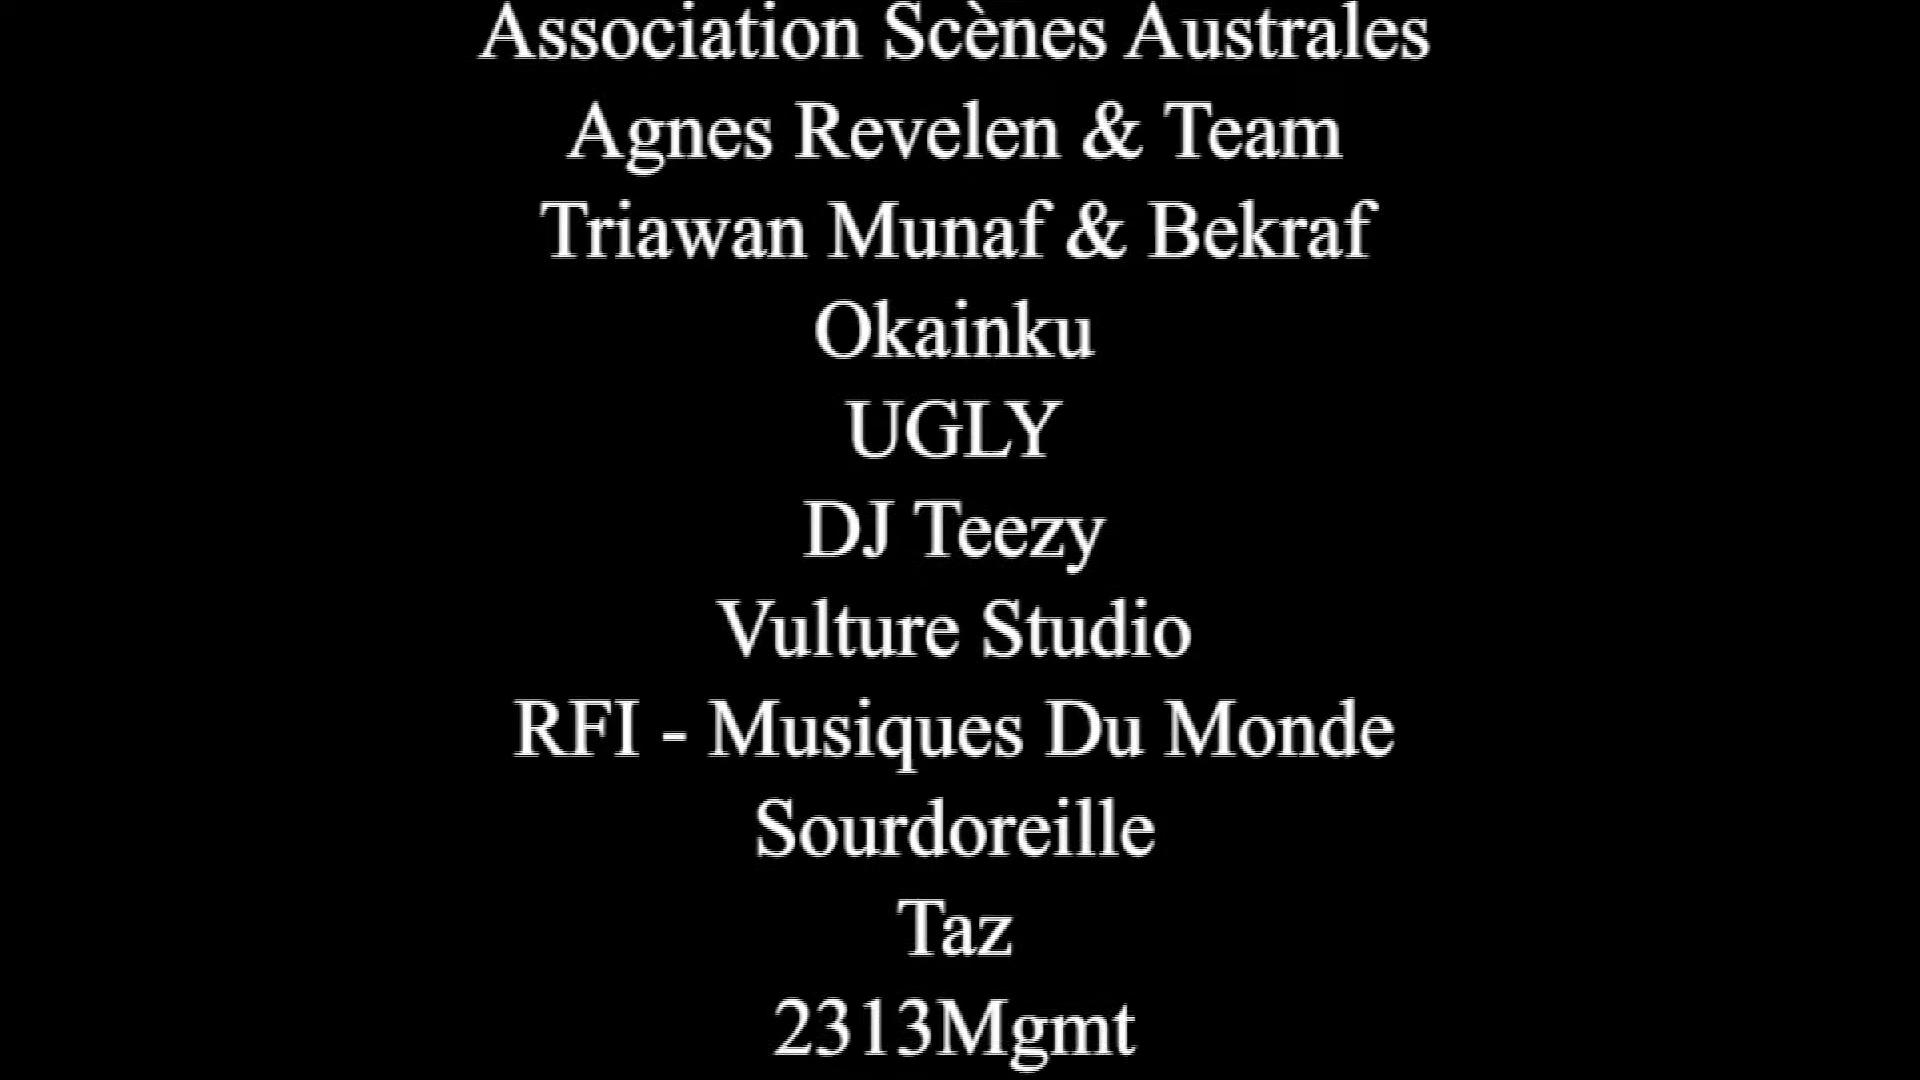 Association Scènes Australes
Agnes Revelen & Team
Triawan Munaf & Bekraf
Okainku
UGLY
DJ Teezy
Vulture Studio
RFI - Musiques Du Monde
Sourdoreille
Taz
2313Mgmt